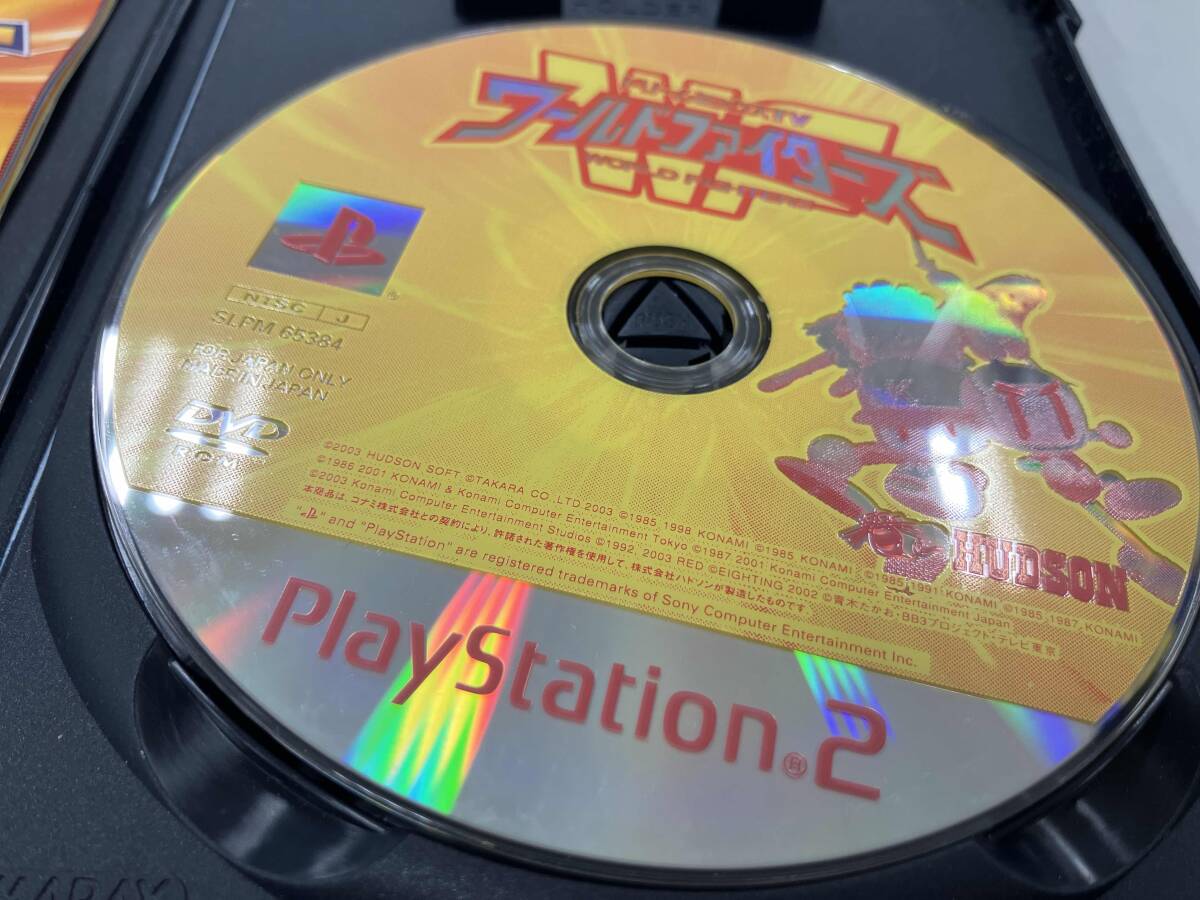 HOLDER
DREAM MIX TV
ワールドファイターズ
WORLD FIGHTERS
NTSC J
SLPM 65384
FOR JAPAN ONLY
MADE IN JAPAN
DVD
ROM
HUDSON
©2003 HUDSON SOFT ©TAKARA CO.,LTD.2003 ©1985,1998 KONAMI ©1985 KONAMI ©1985,1991 KONAMI ©1985,1987 KONAMI
©1986 2001 KONAMI & Konami Computer Entertainment Tokyo ©1987 2001 Konami Computer Entertainment Japan
©2003 Konami Computer Entertainment Studios ©1992, 2003 RED ©EIGHTING 2002 ©青木たかお・BB3プロジェクト・テレビ東京
本商品は、コナミ株式会社との契約により、許諾された著作権を使用して、株式会社ハドソンが製造したものです。
" " and "PlayStation" are registered trademarks of Sony Computer Entertainment Inc.
PlayStation®2